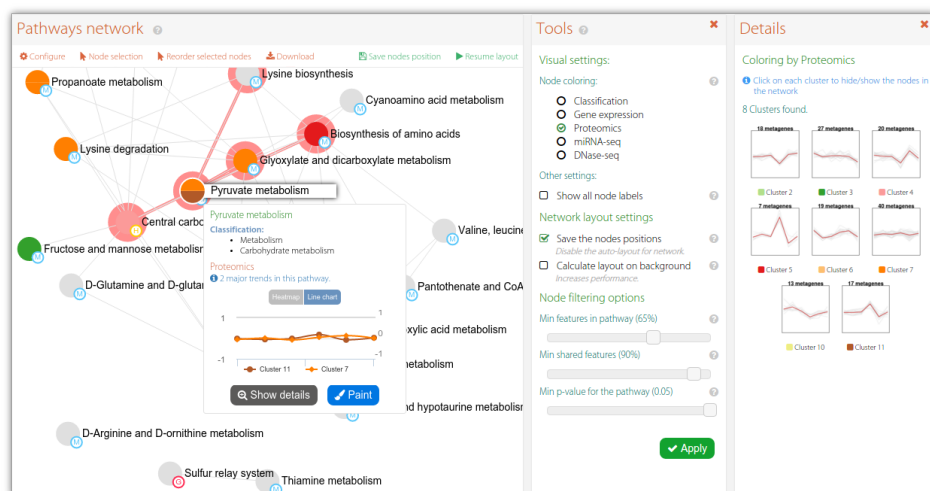 Pathways network
Configure
Node selection
Reorder selected nodes
Download
Save nodes position
Resume layout
Propanoate metabolism
M
Lysine biosynthesis
M
Cyanoamino acid metabolism
M
Biosynthesis of amino acids
M
Lysine degradation
M
Glyoxylate and dicarboxylate metabolism
M
Pyruvate metabolism
Central carbo
H
Fructose and mannose metabolism
M
Valine, leucine
M
D-Glutamine and D-gluta
M
Pantothenate and CoA
oxylic acid metabolism
etabolism
nd hypotaurine metabolism
M
D-Arginine and D-ornithine metabolism
M
Sulfur relay system
G
Thiamine metabolism
M
Pyruvate metabolism
Classification:
• Metabolism
• Carbohydrate metabolism
Proteomics
2 major trends in this pathway.
Heatmap
Line chart
1
-1
1
0
-1
Cluster 11
Cluster 7
Show details
Paint
Tools
Visual settings:
Node coloring:
Classification
Gene expression
Proteomics
miRNA-seq
DNase-seq
Other settings:
Show all node labels
Network layout settings
Save the nodes positions
Disable the auto-layout for network.
Calculate layout on background
Increases performance.
Node filtering options
Min features in pathway (65%)
Min shared features (90%)
Min p-value for the pathway (0.05)
Apply
Details
Coloring by Proteomics
Click on each cluster to hide/show the nodes in
the network
8 Clusters found.
18 metagenes
27 metagenes
20 metagenes
Cluster 2
Cluster 3
Cluster 4
7 metagenes
19 metagenes
40 metagenes
Cluster 5
Cluster 6
Cluster 7
13 metagenes
17 metagenes
Cluster 10
Cluster 11